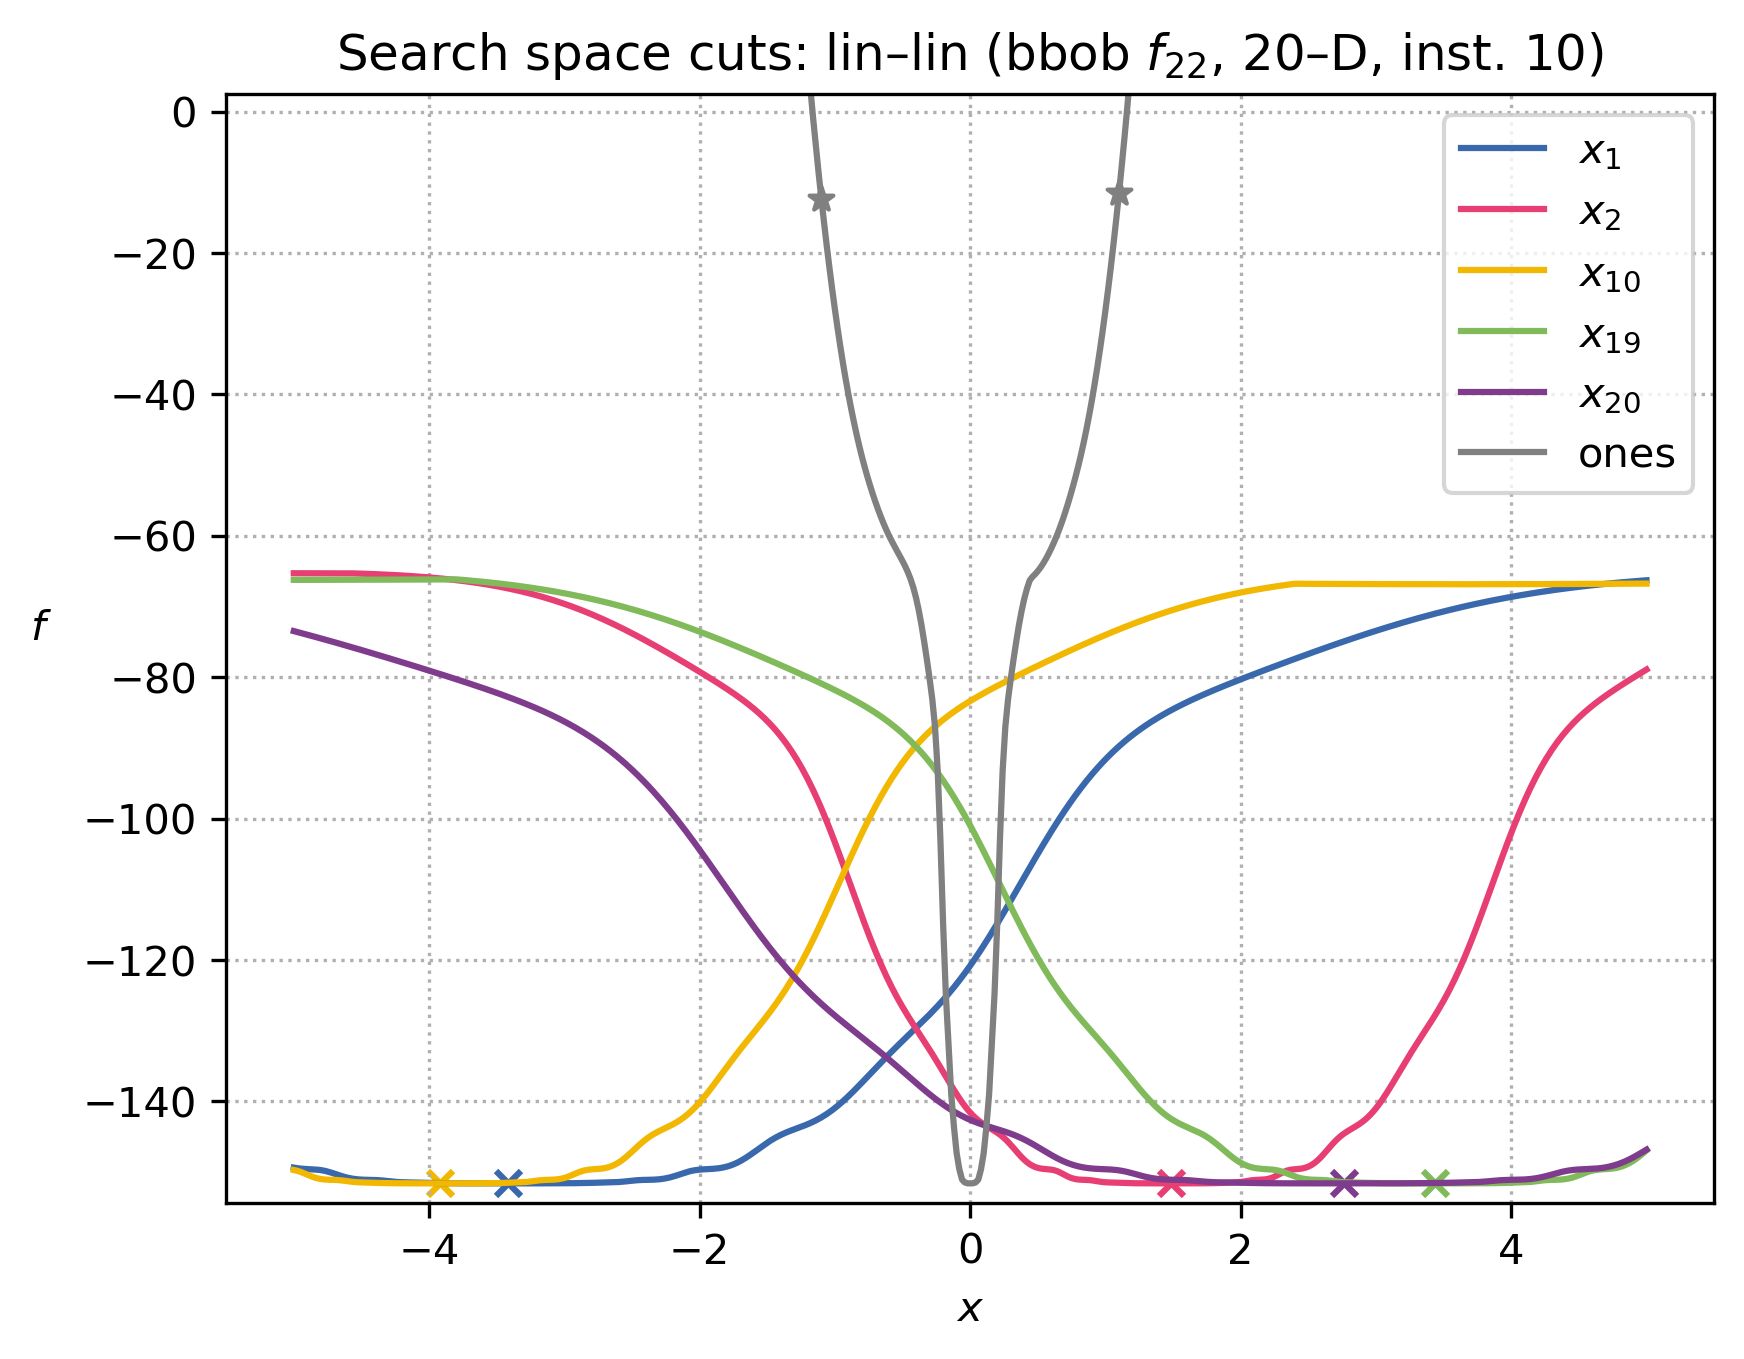 Search space cuts: lin–lin (bbob f22, 20–D, inst. 10)
0
−20
−40
−60
−80
−100
−120
−140
f
−4
−2
0
2
4
x
x1
x2
x10
x19
x20
ones